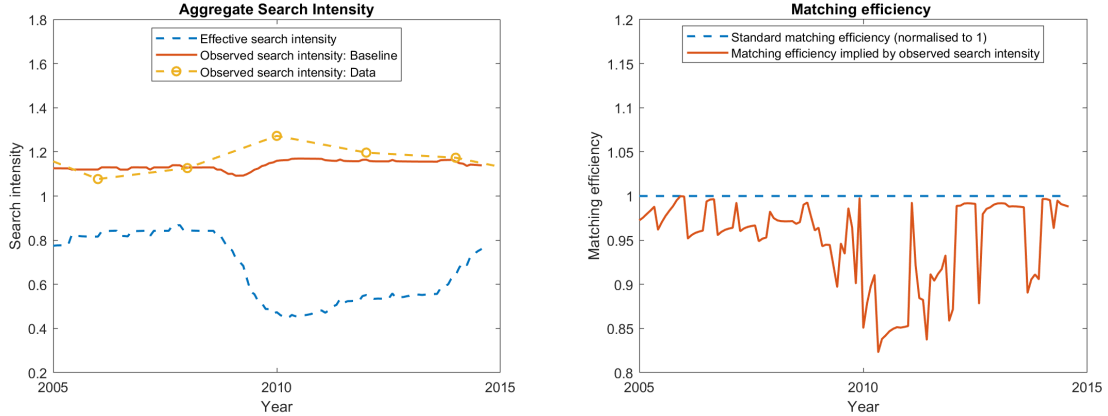 Aggregate Search Intensity
1.8
1.6
1.4
1.2
1
0.8
0.6
0.4
0.2
Search intensity
Effective search intensity
Observed search intensity: Baseline
Observed search intensity: Data
2005
2010
2015
Year
Matching efficiency
1.2
1.15
1.1
1.05
1
0.95
0.9
0.85
0.8
Matching efficiency
Standard matching efficiency (normalised to 1)
Matching efficiency implied by observed search intensity
2005
2010
2015
Year